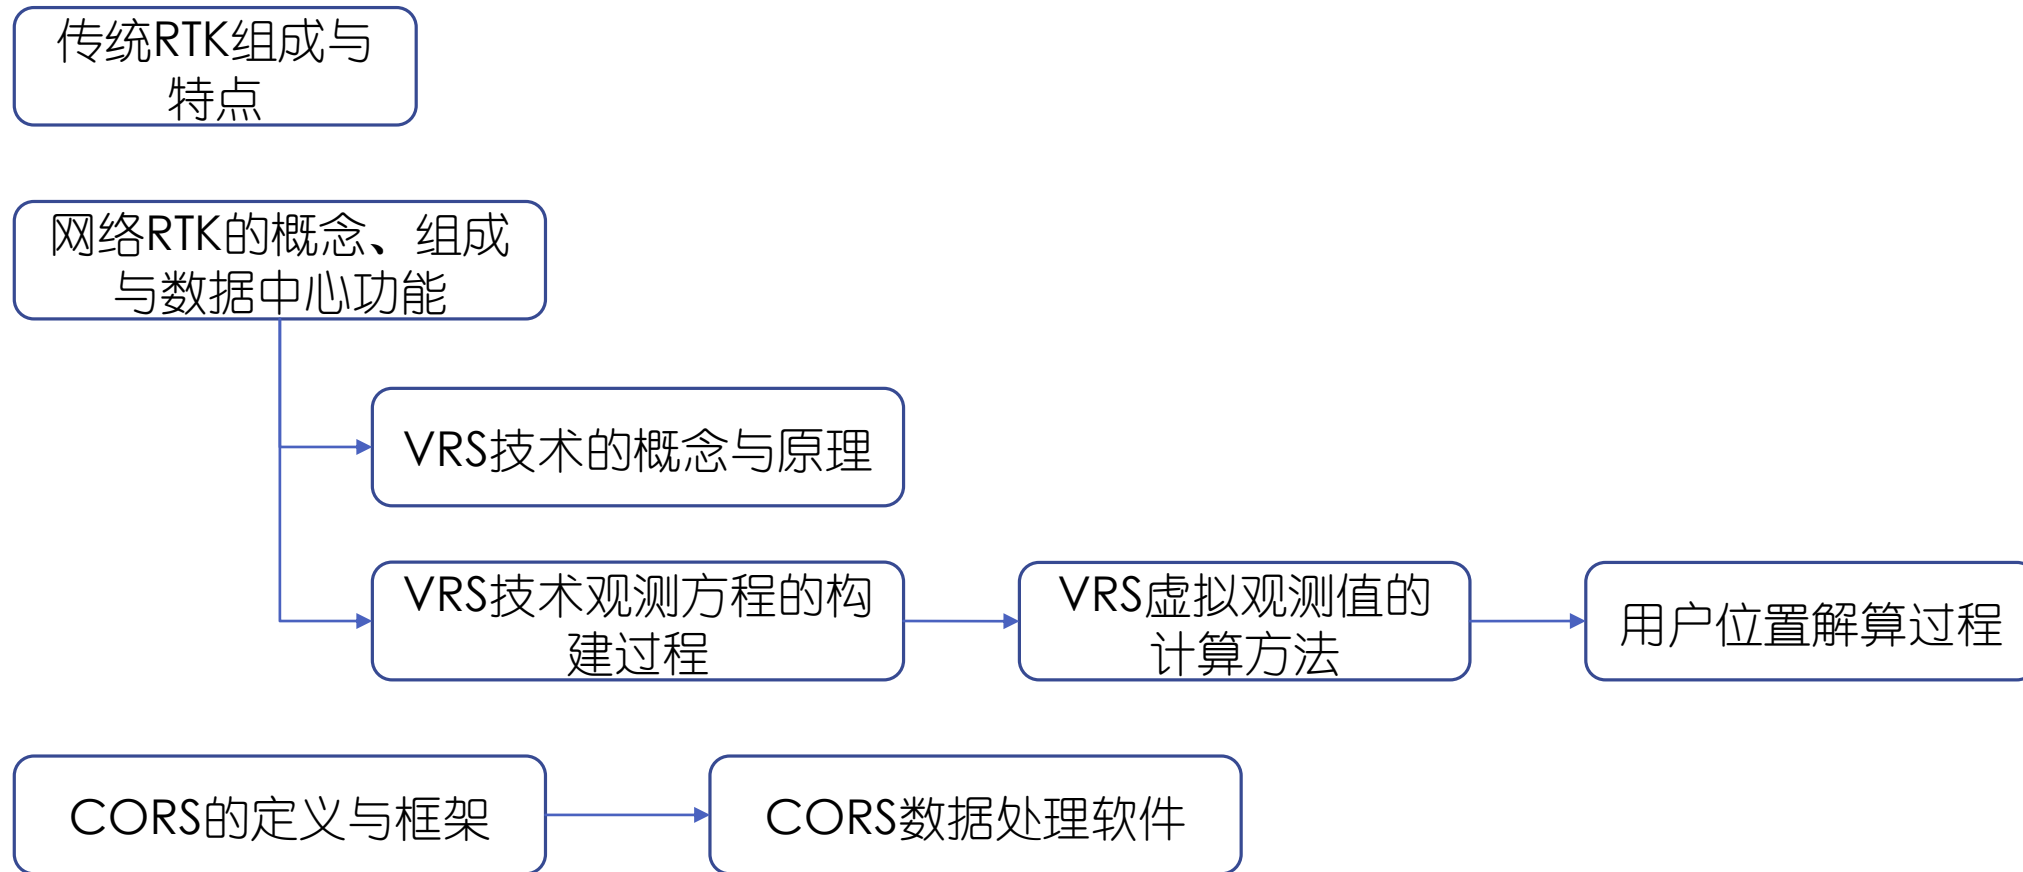 传统RTK组成与
特点
网络RTK的概念、组成
与数据中心功能
VRS技术的概念与原理
VRS技术观测方程的构
建过程
VRS虚拟观测值的
计算方法
用户位置解算过程
CORS的定义与框架
CORS数据处理软件